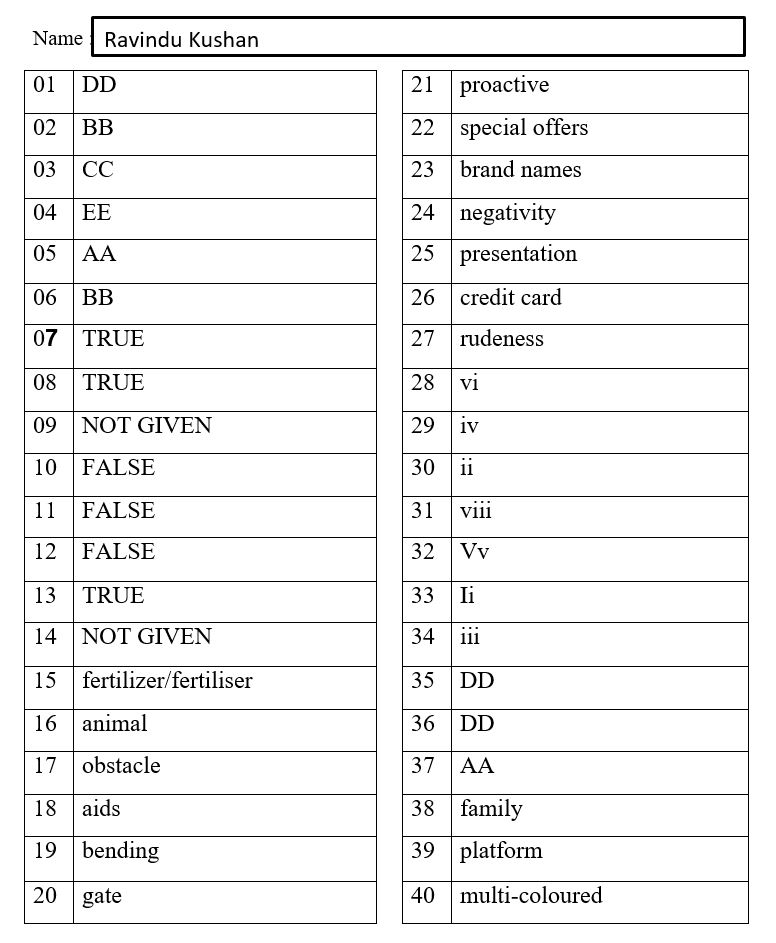 Name : Ravindu Kushan
01 DD
02 BB
03 CC
04 EE
05 AA
06 BB
07 TRUE
08 TRUE
09 NOT GIVEN
10 FALSE
11 FALSE
12 FALSE
13 TRUE
14 NOT GIVEN
15 fertilizer/fertiliser
16 animal
17 obstacle
18 aids
19 bending
20 gate
21 proactive
22 special offers
23 brand names
24 negativity
25 presentation
26 credit card
27 rudeness
28 vi
29 iv
30 ii
31 viii
32 Vv
33 Ii
34 iii
35 DD
36 DD
37 AA
38 family
39 platform
40 multi-coloured